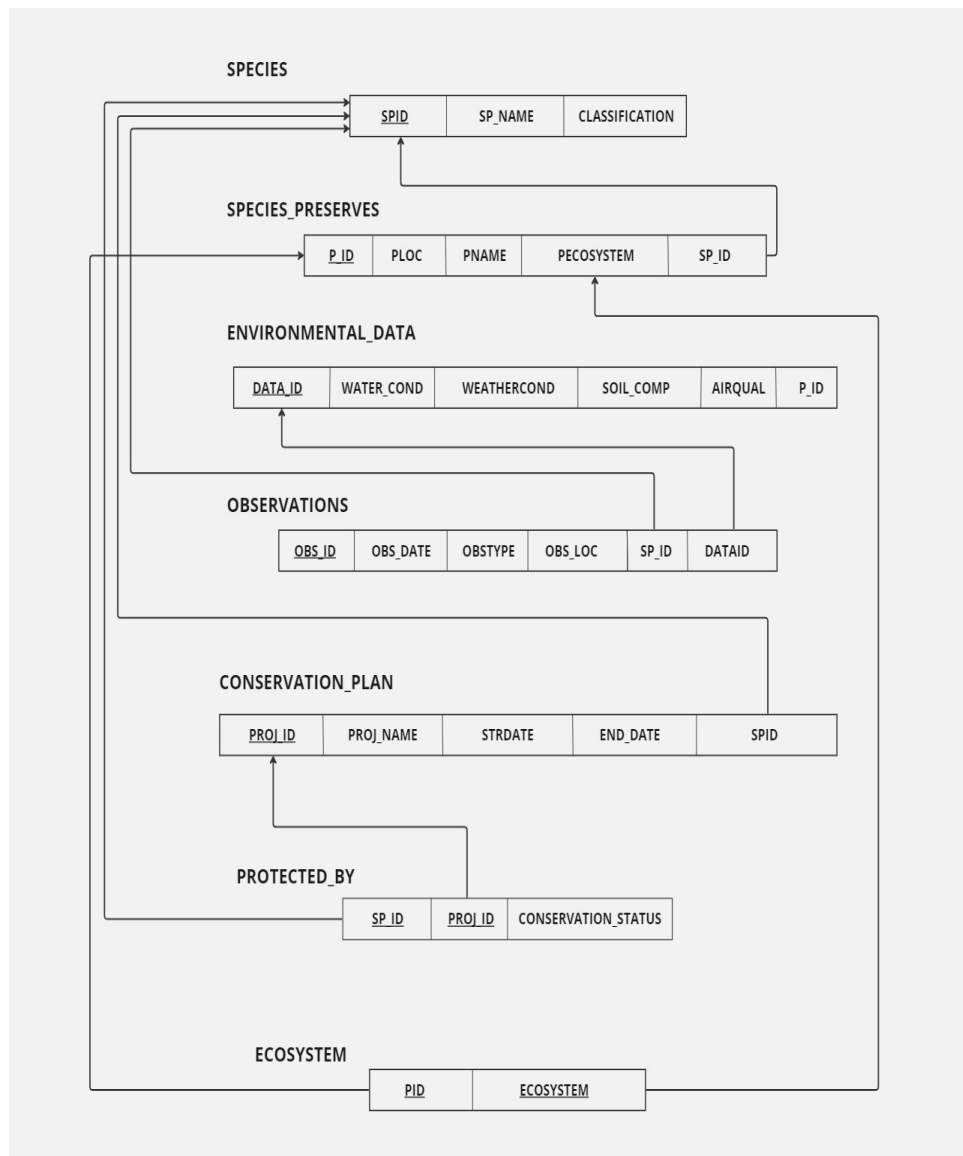 SPECIES
SPID SP_NAME CLASSIFICATION
SPECIES_PRESERVES
P_ID PLOC PNAME PECOSYSTEM SP_ID
ENVIRONMENTAL_DATA
DATA_ID WATER_COND WEATHERCOND SOIL_COMP AIRQUAL P_ID
OBSERVATIONS
OBS_ID OBS_DATE OBSTYPE OBS_LOC SP_ID DATAID
CONSERVATION_PLAN
PROJ_ID PROJ_NAME STRDATE END_DATE SPID
PROTECTED_BY
SP_ID PROJ_ID CONSERVATION_STATUS
ECOSYSTEM
PID ECOSYSTEM